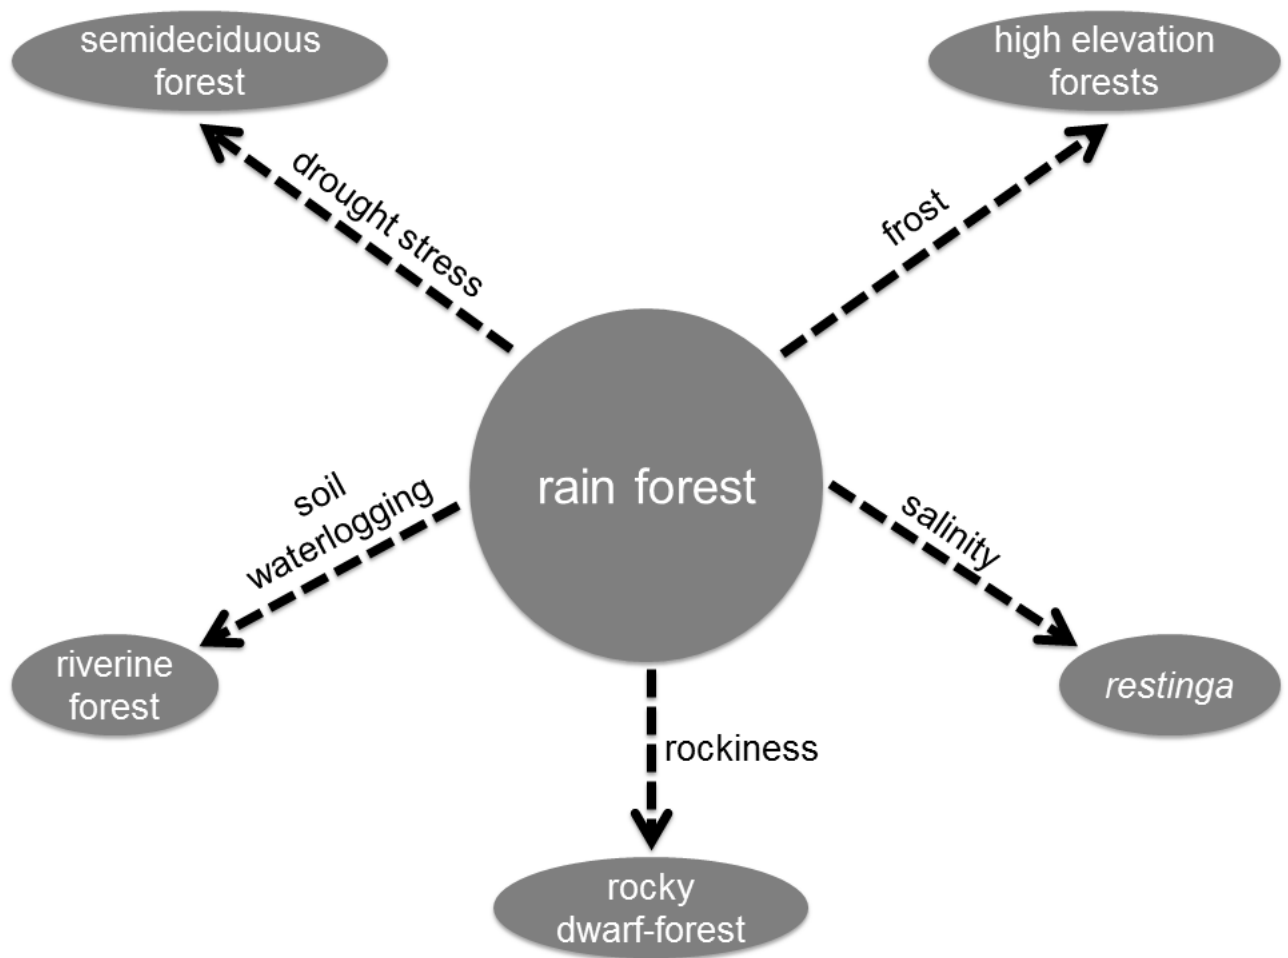 semideciduous
forest
high elevation
forests
drought stress
frost
rain forest
soil
waterlogging
salinity
riverine
forest
restinga
rockiness
rocky
dwarf-forest